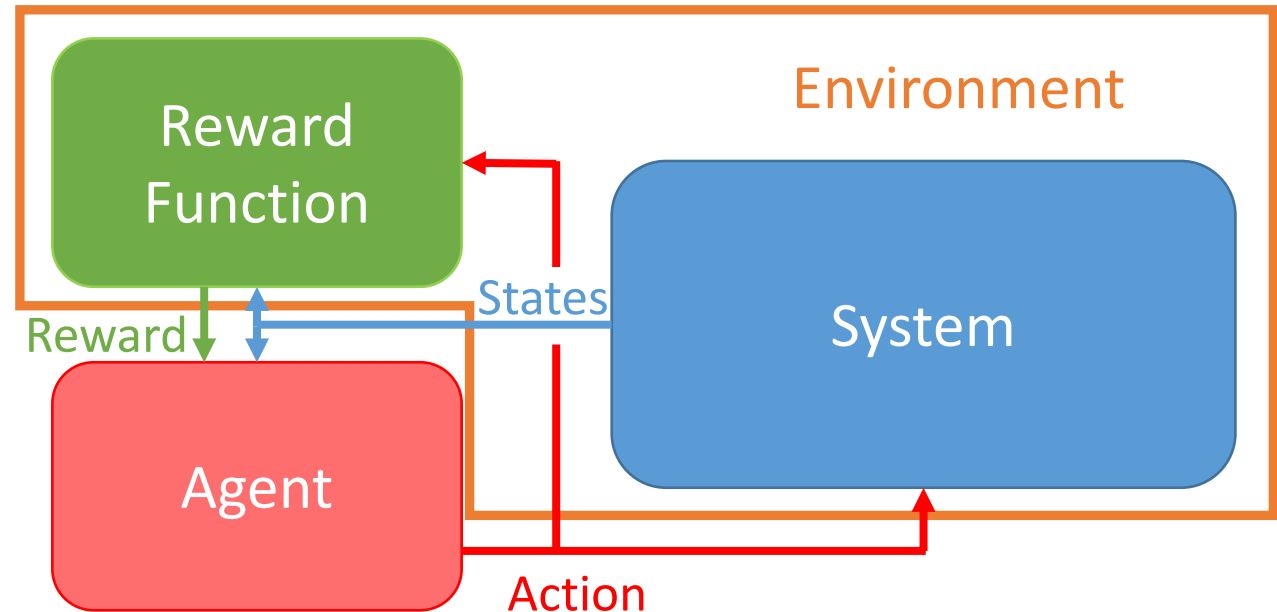 Environment
Reward
Function
States
Reward
System
Agent
Action